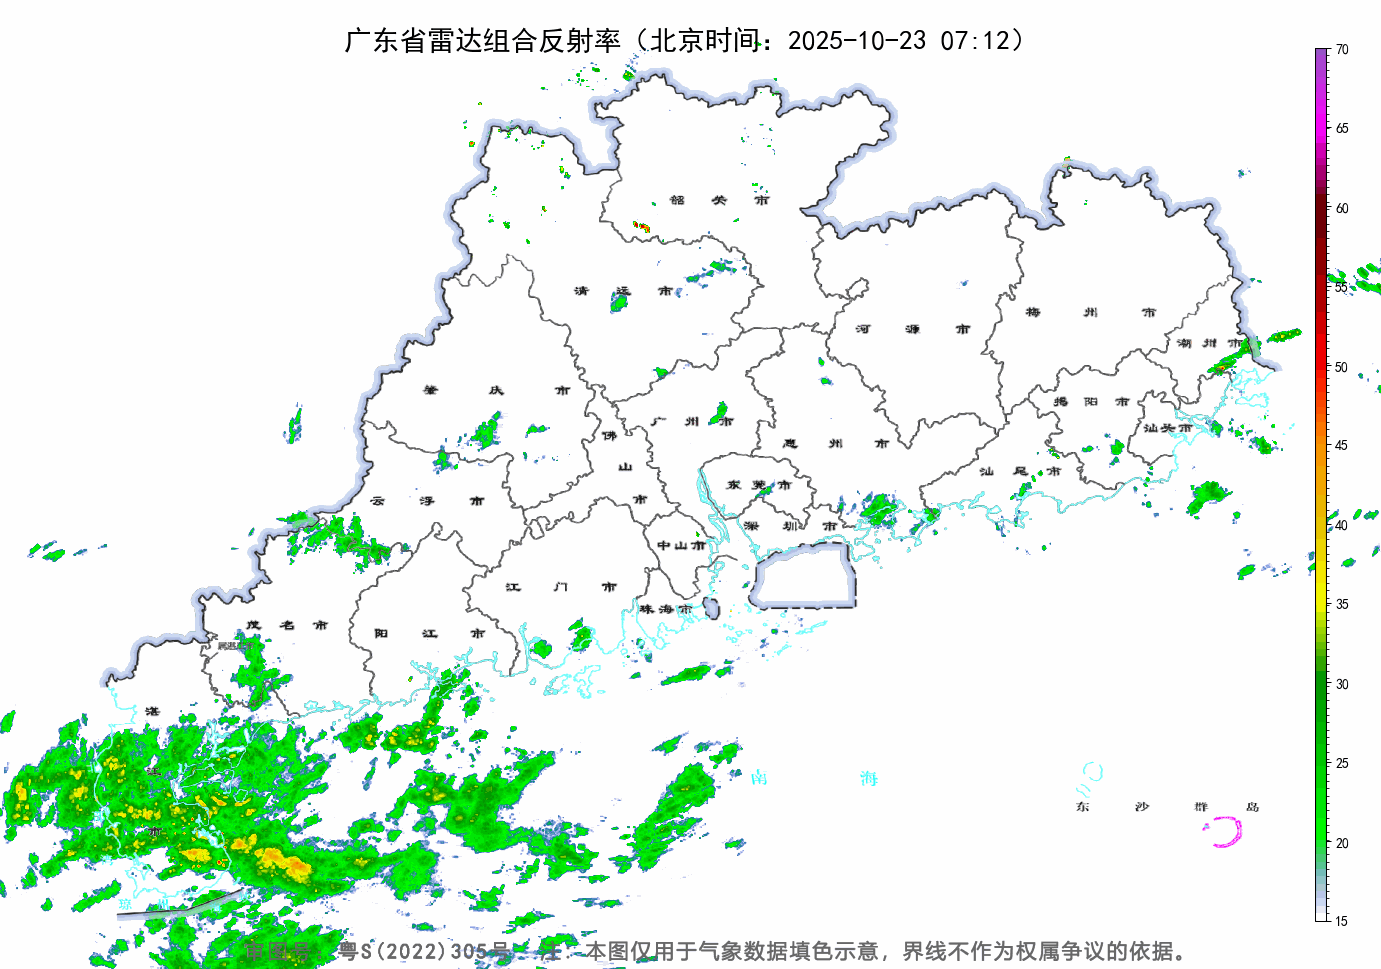 广东省雷达组合反射率（北京时间：2025-10-23 07:12）
70
65
60
55
50
45
40
35
30
25
20
15
韶关市
清远市
梅州市
河源市
潮州市
肇庆市
揭阳市
广州市
汕头市
佛山市
惠州市
汕尾市
东莞市
云浮市
深圳市
中山市
江门市
珠海市
茂名市
阳江市
湛江市
南海
东沙群岛
琼州
审图号：粤S(2022)305号 注：本图仅用于气象数据填色示意，界线不作为权属争议的依据。